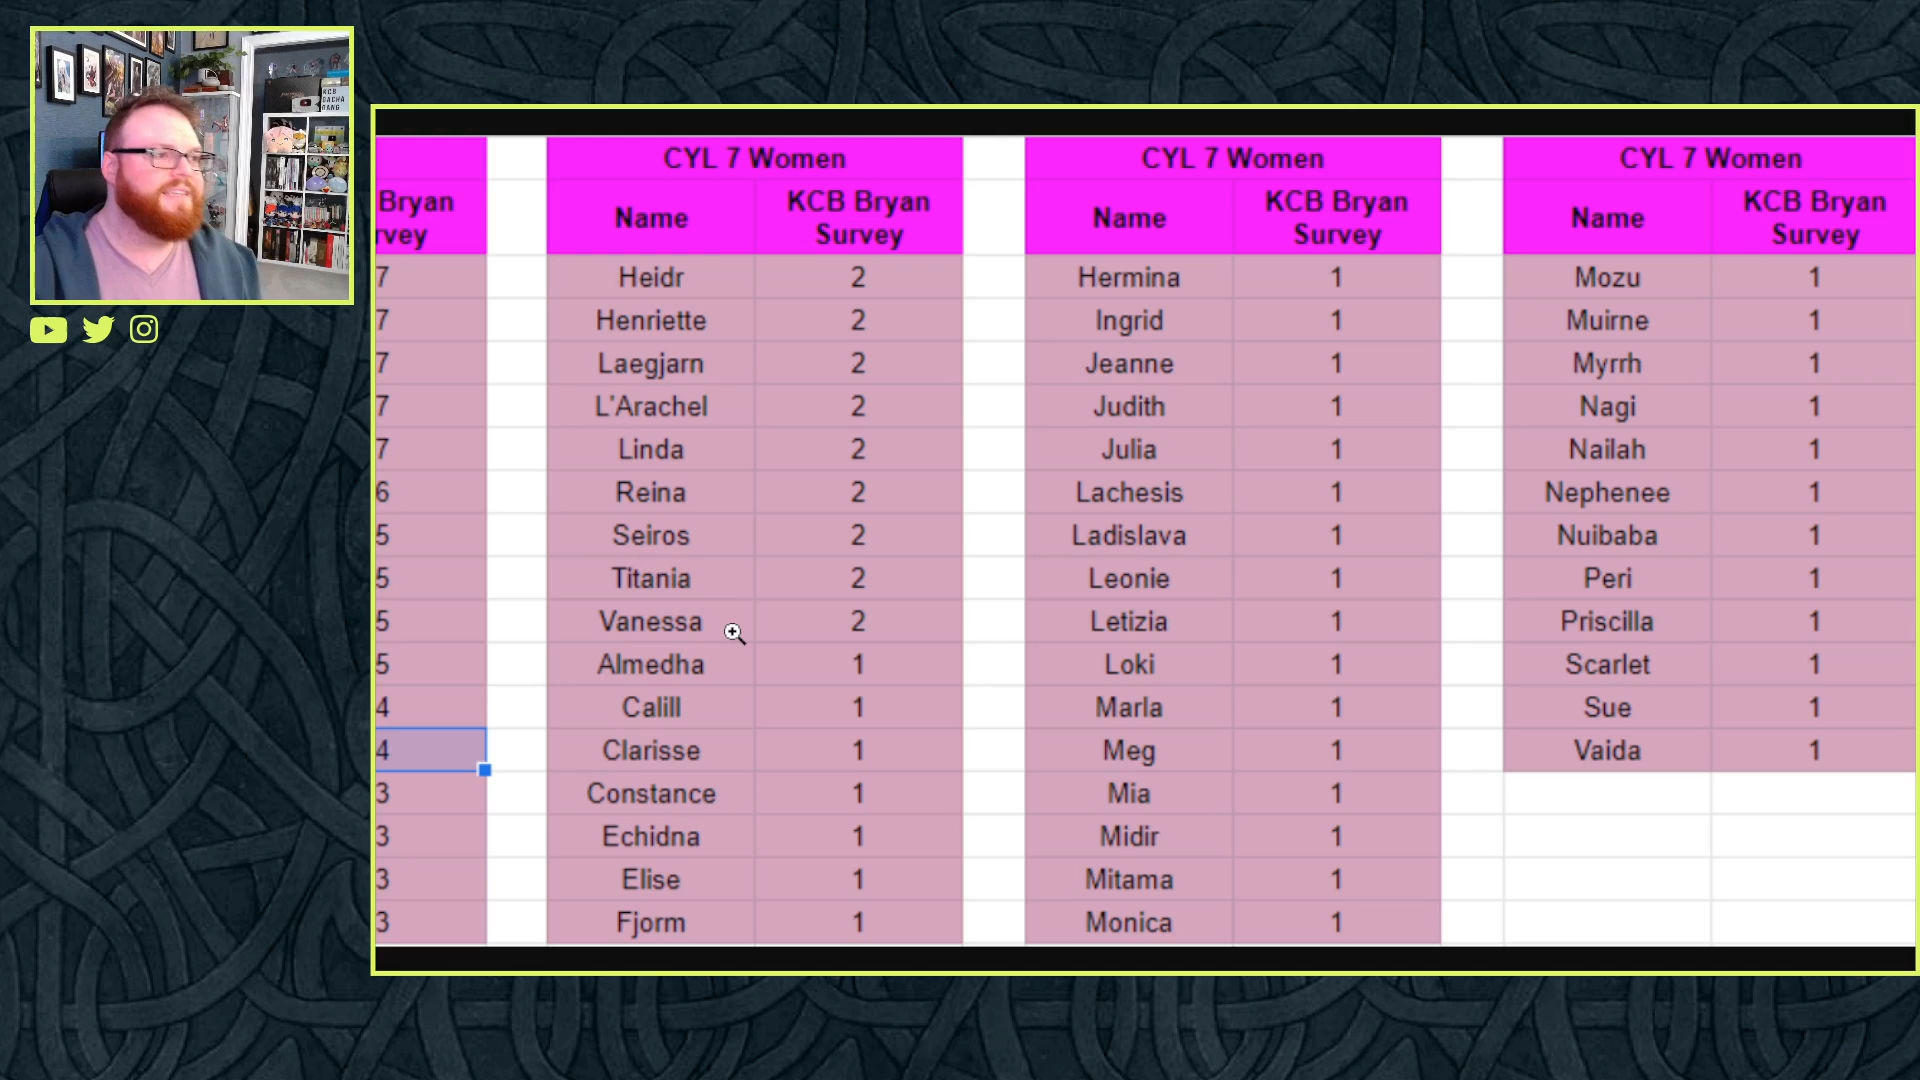 KCB
GACHA
GANG
Bryan
rvey
7
7
7
7
7
6
5
5
5
5
4
4
3
3
3
3
CYL 7 Women
Name KCB Bryan Survey
Heidr 2
Henriette 2
Laegjarn 2
L'Arachel 2
Linda 2
Reina 2
Seiros 2
Titania 2
Vanessa 2
Almedha 1
Calill 1
Clarisse 1
Constance 1
Echidna 1
Elise 1
Fjorm 1
CYL 7 Women
Name KCB Bryan Survey
Hermina 1
Ingrid 1
Jeanne 1
Judith 1
Julia 1
Lachesis 1
Ladislava 1
Leonie 1
Letizia 1
Loki 1
Marla 1
Meg 1
Mia 1
Midir 1
Mitama 1
Monica 1
CYL 7 Women
Name KCB Bryan Survey
Mozu 1
Muirne 1
Myrrh 1
Nagi 1
Nailah 1
Nephenee 1
Nuibaba 1
Peri 1
Priscilla 1
Scarlet 1
Sue 1
Vaida 1